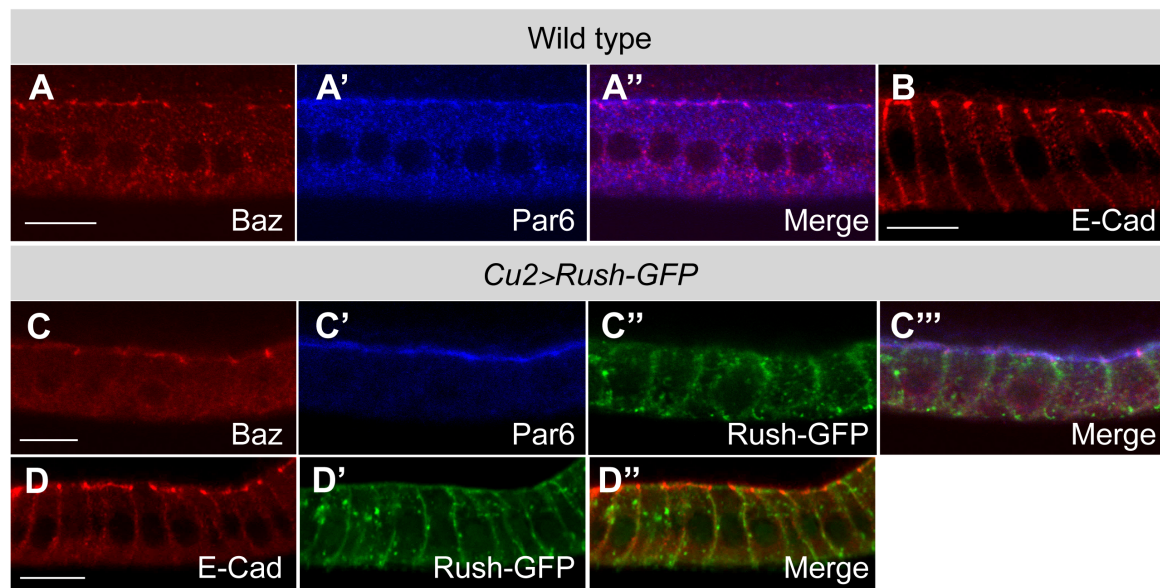 Wild type
A A’ A’’ B
Baz Par6 Merge E-Cad
Cu2>Rush-GFP
C C’ C’’ C’’’
Baz Par6 Rush-GFP Merge
D D’ D’’
E-Cad Rush-GFP Merge